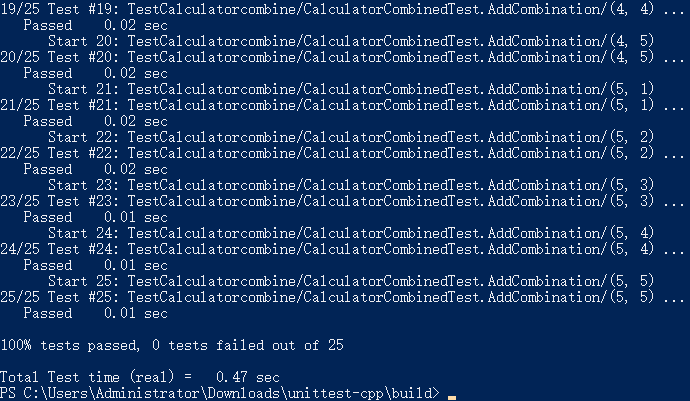 19/25 Test #19: TestCalculatorcombine/CalculatorCombinedTest.AddCombination/(4, 4) ...
Passed 0.02 sec
Start 20: TestCalculatorcombine/CalculatorCombinedTest.AddCombination/(4, 5)
20/25 Test #20: TestCalculatorcombine/CalculatorCombinedTest.AddCombination/(4, 5) ...
Passed 0.02 sec
Start 21: TestCalculatorcombine/CalculatorCombinedTest.AddCombination/(5, 1)
21/25 Test #21: TestCalculatorcombine/CalculatorCombinedTest.AddCombination/(5, 1) ...
Passed 0.02 sec
Start 22: TestCalculatorcombine/CalculatorCombinedTest.AddCombination/(5, 2)
22/25 Test #22: TestCalculatorcombine/CalculatorCombinedTest.AddCombination/(5, 2) ...
Passed 0.02 sec
Start 23: TestCalculatorcombine/CalculatorCombinedTest.AddCombination/(5, 3)
23/25 Test #23: TestCalculatorcombine/CalculatorCombinedTest.AddCombination/(5, 3) ...
Passed 0.01 sec
Start 24: TestCalculatorcombine/CalculatorCombinedTest.AddCombination/(5, 4)
24/25 Test #24: TestCalculatorcombine/CalculatorCombinedTest.AddCombination/(5, 4) ...
Passed 0.01 sec
Start 25: TestCalculatorcombine/CalculatorCombinedTest.AddCombination/(5, 5)
25/25 Test #25: TestCalculatorcombine/CalculatorCombinedTest.AddCombination/(5, 5) ...
Passed 0.01 sec
100% tests passed, 0 tests failed out of 25
Total Test time (real) = 0.47 sec
PS C:\Users\Administrator\Downloads\unittest-cpp\build>